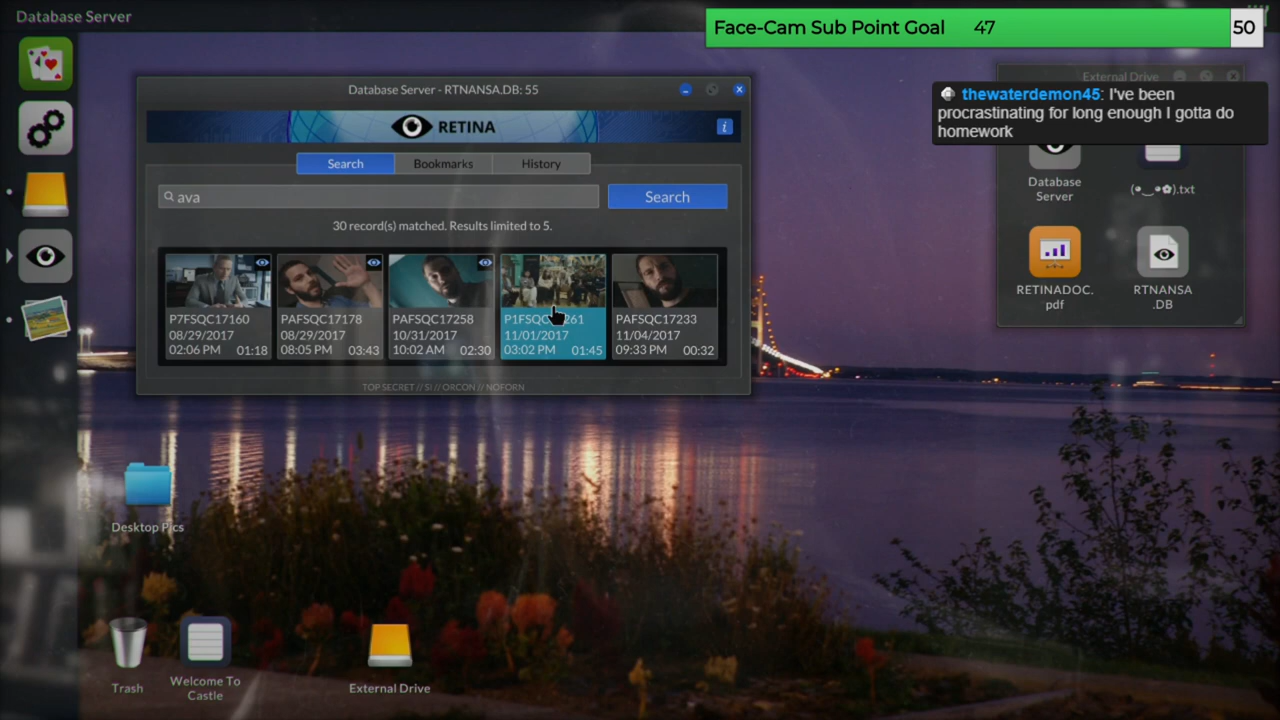 Database Server
Face-Cam Sub Point Goal 47 50
External Drive
thewaterdemon45: I've been
procrastinating for long enough I gotta do
homework
Database
Server
(•‿•✿).txt
RETINADOC.
pdf
RTNANSA
.DB
Database Server - RTNANSA.DB: 55
RETINA
i
Search Bookmarks History
ava Search
30 record(s) matched. Results limited to 5.
P7FSQC17160
08/29/2017
02:06 PM 01:18
PAFSQC17178
08/29/2017
08:05 PM 03:43
PAFSQC17258
10/31/2017
10:02 AM 02:30
11/01/2017
03:02 PM 01:45
PAFSQC17233
11/04/2017
09:33 PM 00:32
TOP SECRET // SI // ORCON // NOFORN
Desktop Pics
Trash
Welcome To
Castle
External Drive